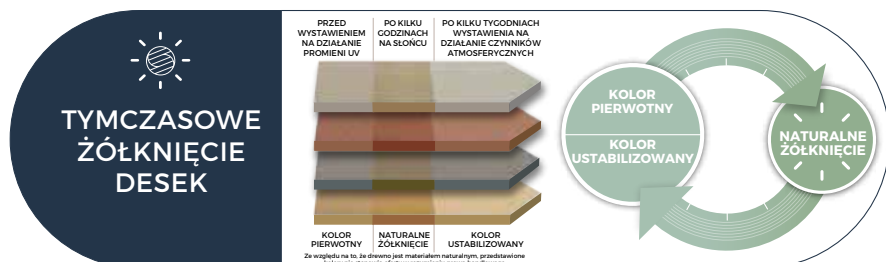 TYMCZASOWE
ŻÓŁKNIĘCIE
DESEK
PRZED
WYSTAWIENIEM
NA DZIAŁANIE
PROMIENI UV
PO KILKU
GODZINACH
NA SŁOŃCU
PO KILKU TYGODNIACH
WYSTAWIENIA NA
DZIAŁANIE CZYNNIKÓW
ATMOSFERYCZNYCH
KOLOR
PIERWOTNY
NATURALNE
ŻÓŁKNIĘCIE
KOLOR
USTABILIZOWANY
Ze względu na to, że drewno jest materiałem naturalnym, przedstawione
KOLOR
PIERWOTNY
KOLOR
USTABILIZOWANY
NATURALNE
ŻÓŁKNIĘCIE